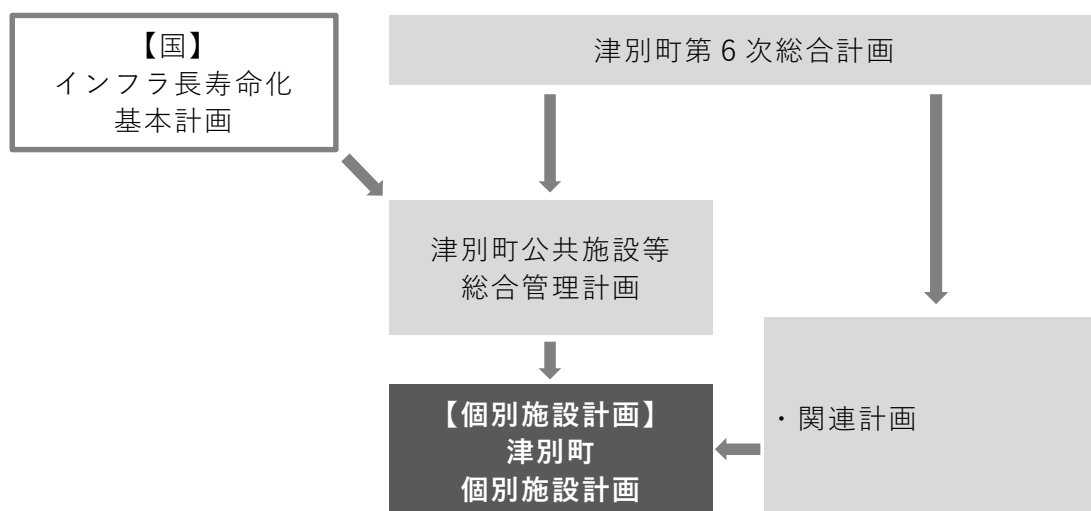 【国】
インフラ長寿命化
基本計画
津別町第6次総合計画
津別町公共施設等
総合管理計画
【個別施設計画】
津別町
個別施設計画
・関連計画